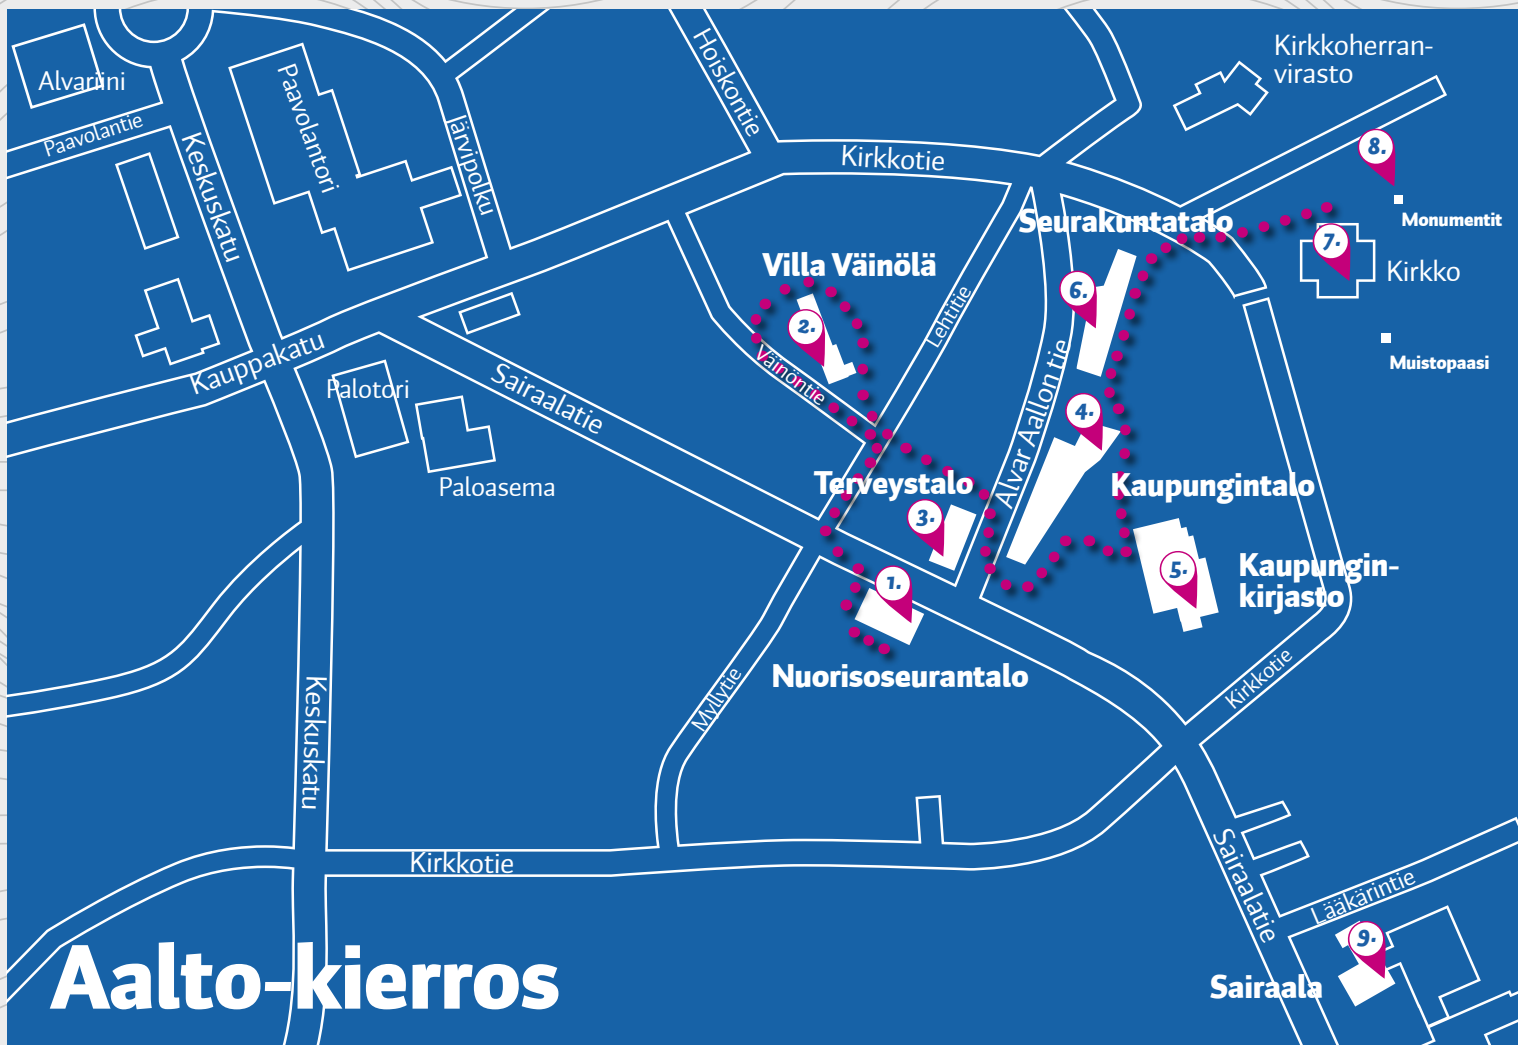 Kirkkoherran-
virasto
Alvariini
Paavolantie
Keskuskatu
Paavolantori
Järvipolku
Hoiskontie
Kirkkotie
8.
Monumentit
Seurakuntatalo
7.
Kirkko
Villa Väinölä
6.
2.
Lehtitie
Väinöntie
Muistopaasi
Kauppakatu
Palotori
Sairaalatie
Alvar Aallon tie
4.
Paloasema
Terveystalo
Kaupungintalo
3.
1.
5.
Kaupungin-
kirjasto
Nuorisoseurantalo
Kirkkotie
Myllytie
Keskuskatu
Kirkkotie
Sairaalatie
Lääkärintie
9.
Sairaala
Aalto-kierros